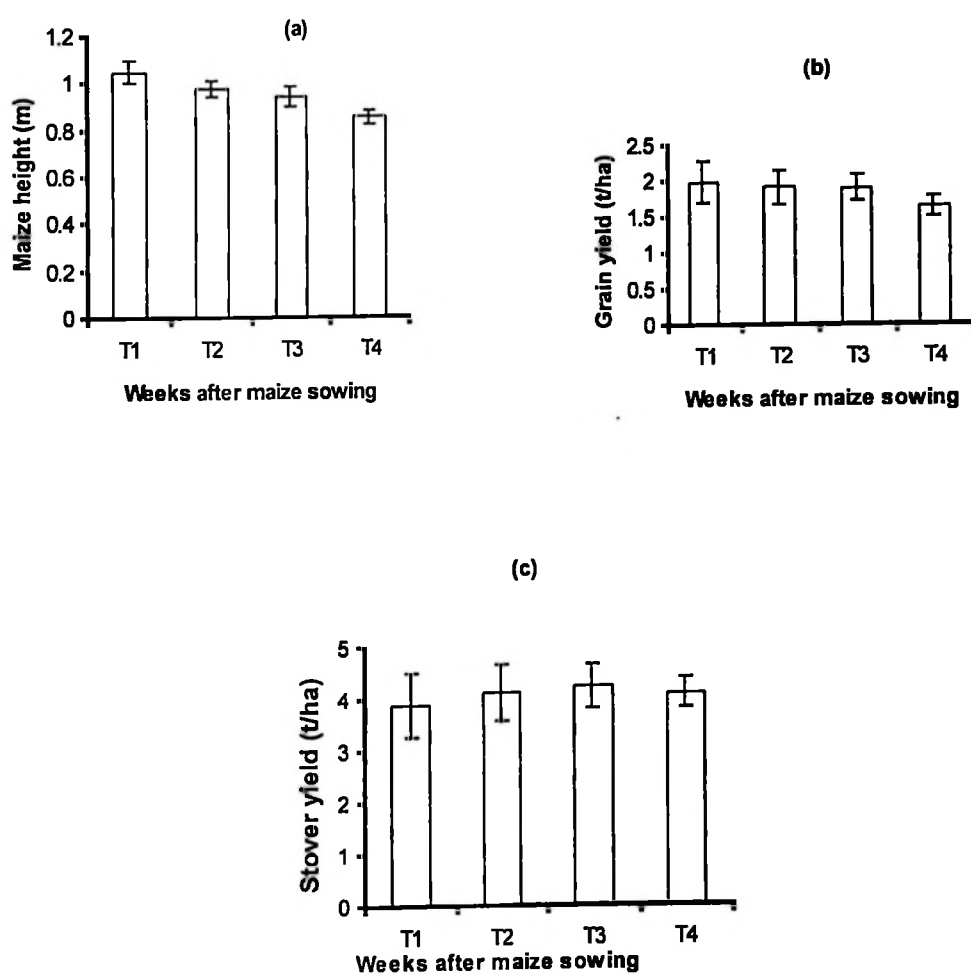 (a)
Maize height (m)
1.2
1
0.8
0.6
0.4
0.2
0
T1 T2 T3 T4
Weeks after maize sowing
(b)
Grain yield (t/ha)
2.5
2
1.5
1
0.5
0
T1 T2 T3 T4
Weeks after maize sowing
(c)
Stover yield (t/ha)
5
4
3
2
1
0
T1 T2 T3 T4
Weeks after maize sowing